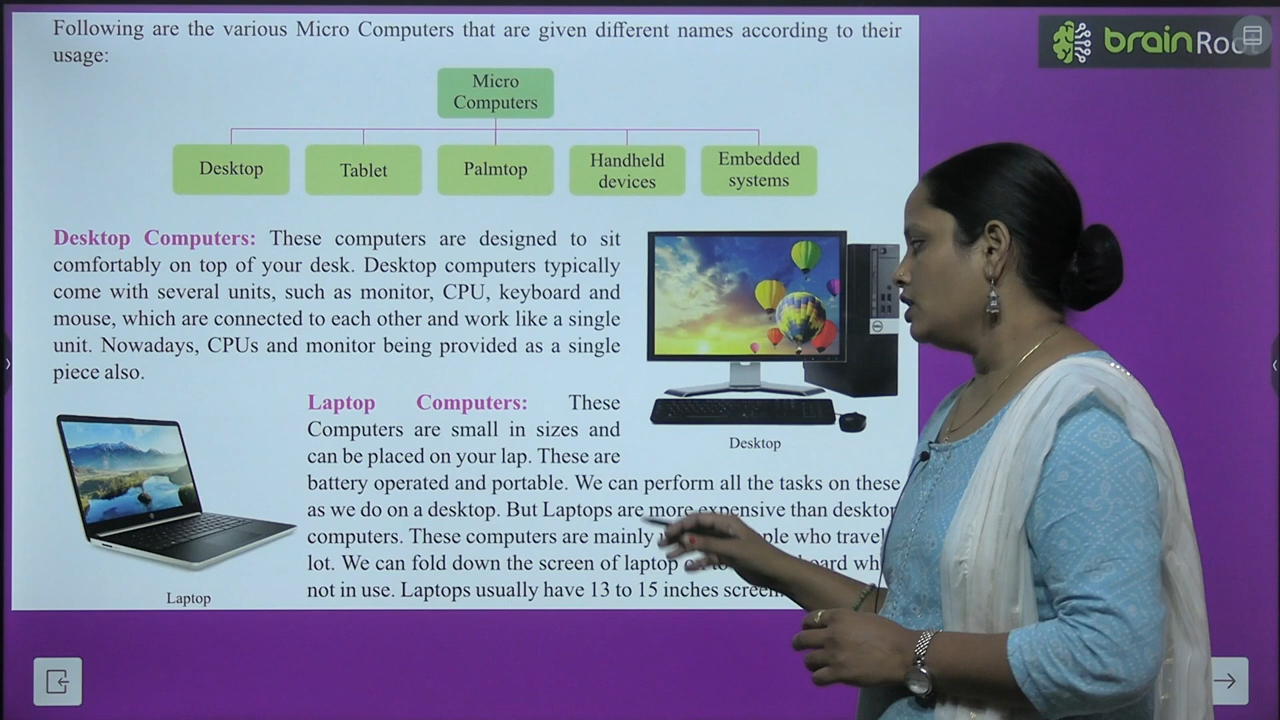 Following are the various Micro Computers that are given different names according to their
usage:
brainRo
Micro
Computers
Desktop
Tablet
Palmtop
Handheld
devices
Embedded
systems
Desktop Computers: These computers are designed to sit
comfortably on top of your desk. Desktop computers typically
come with several units, such as monitor, CPU, keyboard and
mouse, which are connected to each other and work like a single
unit. Nowadays, CPUs and monitor being provided as a single
piece also.
Desktop
Laptop Computers: These
Computers are small in sizes and
can be placed on your lap. These are
battery operated and portable. We can perform all the tasks on these
as we do on a desktop. But Laptops are more expensive than desktop
computers. These computers are mainly who travel
lot. We can fold down the screen of laptop
not in use. Laptops usually have 13 to 15 inches screen
Laptop